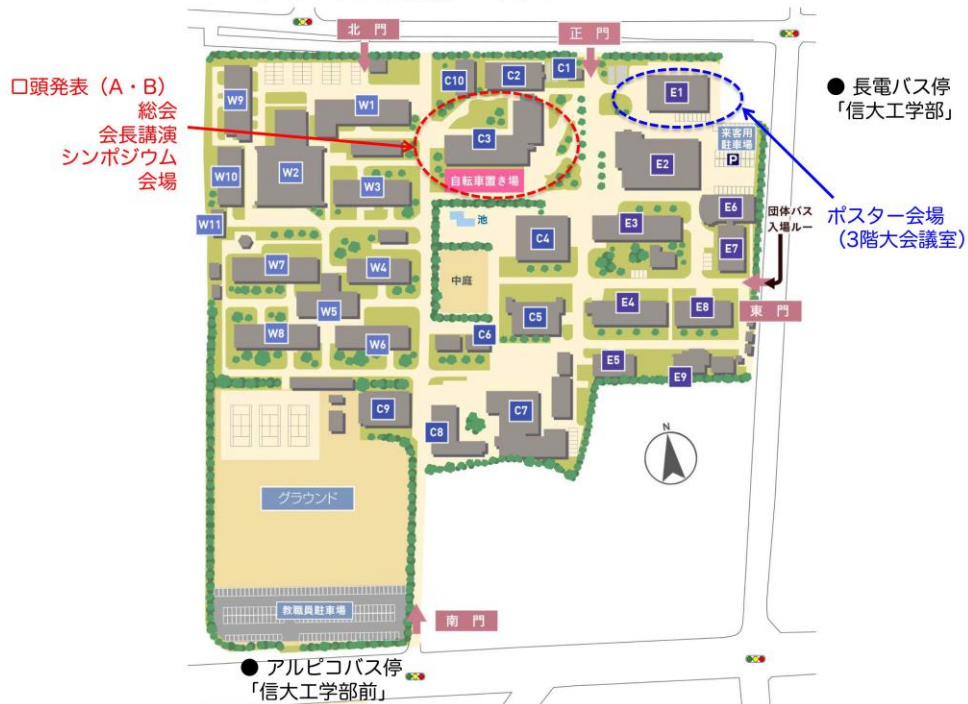 北門
正門
口頭発表（A・B）
総会
会長講演
シンポジウム
会場
C10
C2
C1
E1
W9
W1
● 長電バス停
「信大工学部」
C3
来客用
駐車場
P
W10
W2
W3
自転車置き場
E2
ポスター会場
（3階大会議室）
W11
池
E6
団体バス
入場ルー
C4
E3
E7
W7
W4
中庭
東門
W5
C5
E4
E8
W8
W6
C6
E5
E9
C9
C8
C7
N
グラウンド
教職員駐車場
南門
● アルピコバス停
「信大工学部前」